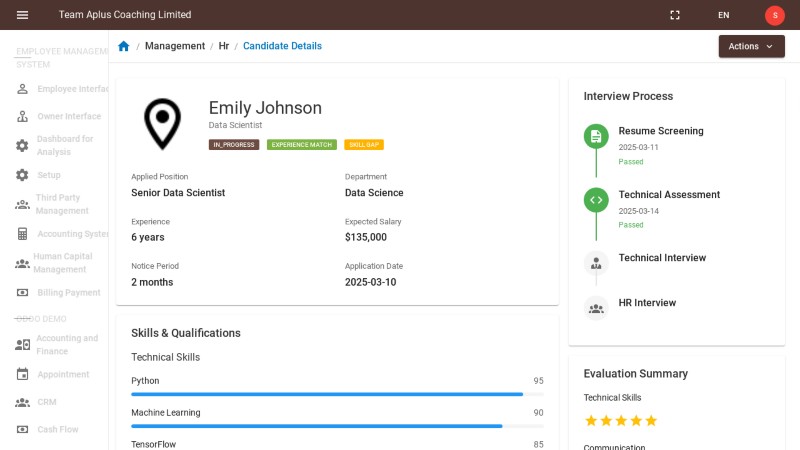 Team Aplus Coaching Limited
EN
S
EMPLOYEE MANAGEM
SYSTEM
Employee Interfac
Owner Interface
Dashboard for
Analysis
Setup
Third Party
Management
Accounting System
Human Capital
Management
Billing Payment
DEMO
Accounting and
Finance
Appointment
CRM
Cash Flow
/ Management / Hr / Candidate Details
Actions
Emily Johnson
Data Scientist
IN_PROGRESS
EXPERIENCE MATCH
SKILL GAP
Applied Position
Senior Data Scientist
Department
Data Science
Experience
6 years
Expected Salary
$135,000
Notice Period
2 months
Application Date
2025-03-10
Skills & Qualifications
Technical Skills
Python 95
Machine Learning 90
TensorFlow 85
Interview Process
Resume Screening
2025-03-11
Passed
Technical Assessment
2025-03-14
Passed
Technical Interview
HR Interview
Evaluation Summary
Technical Skills
Communication